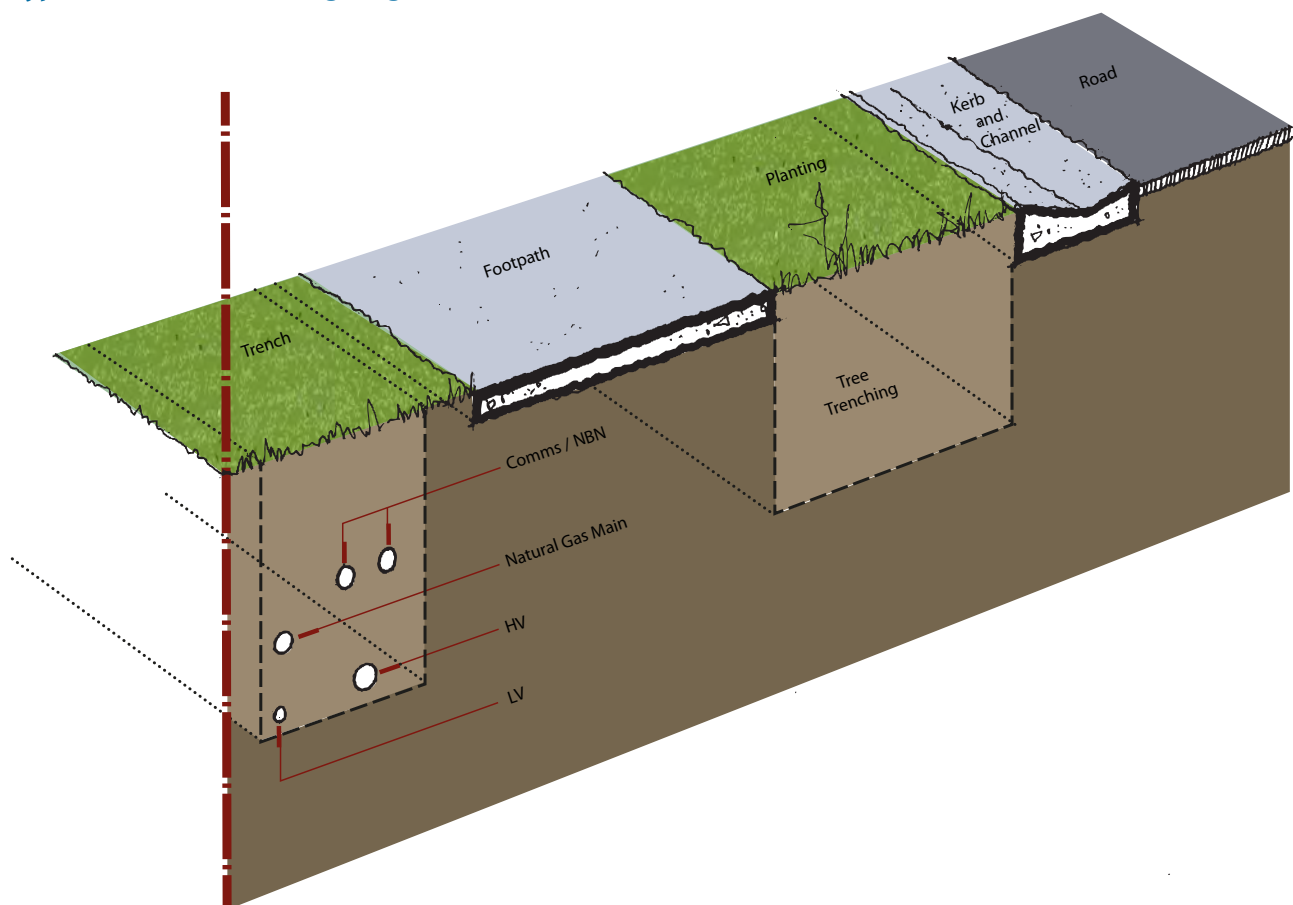 Road
Kerb
and
Channel
Planting
Footpath
Trench
Tree
Trenching
Comms / NBN
Natural Gas Main
HV
LV